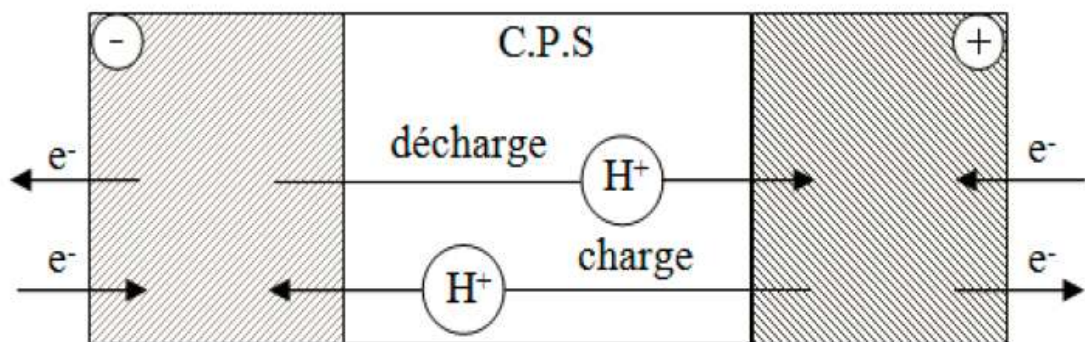 - C.P.S +
décharge
e⁻ H⁺ e⁻
charge
e⁻ H⁺ e⁻